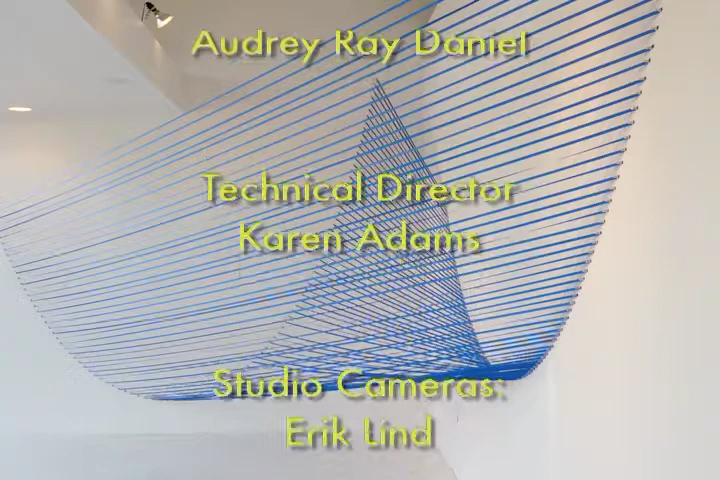 Audrey Ray Daniel
Technical Director
Karen Adams
Studio Cameras:
Erik Lind